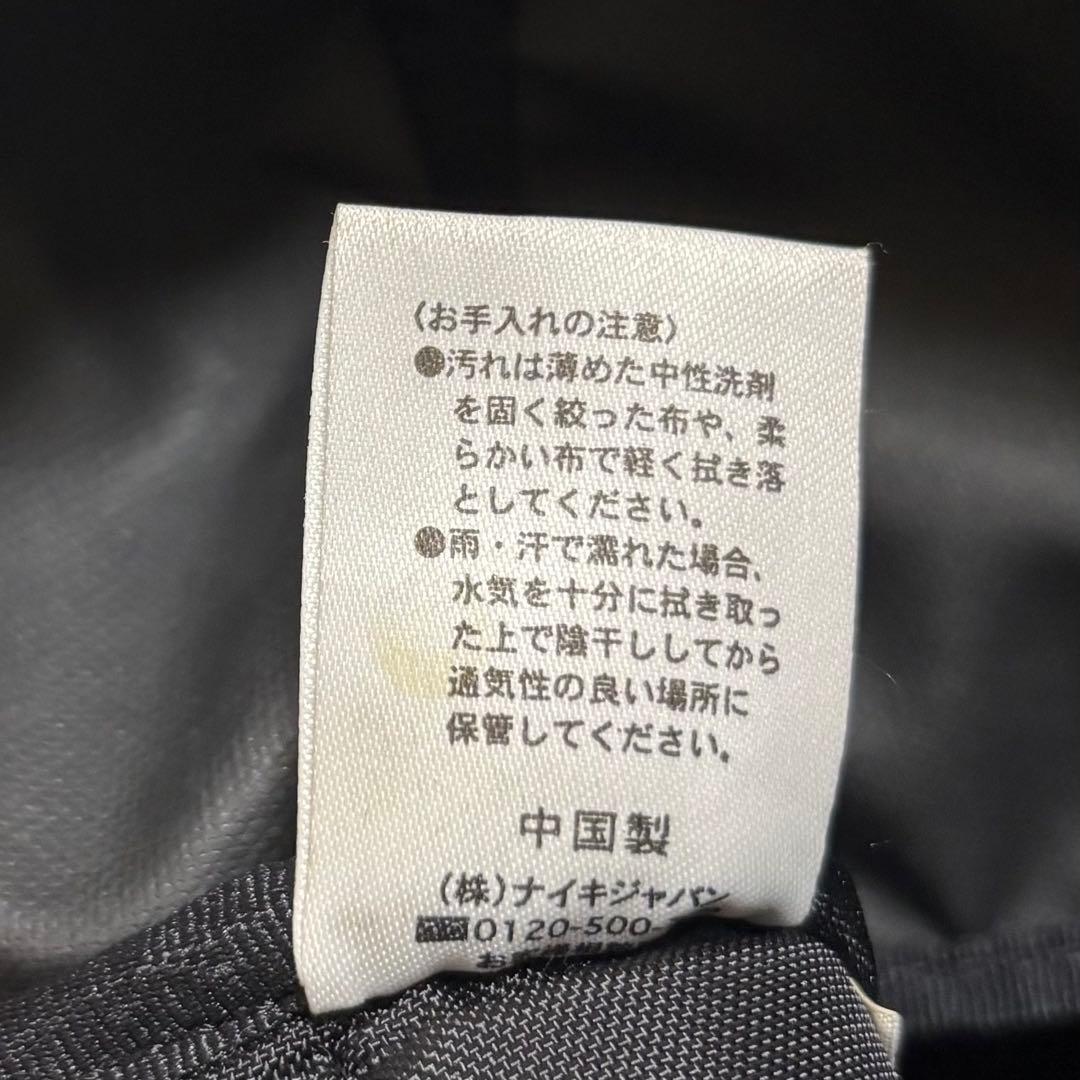 〈お手入れの注意〉
●汚れは薄めた中性洗剤
を固く絞った布や、柔
らかい布で軽く拭き落
としてください。
●雨・汗で濡れた場合、
水気を十分に拭き取っ
た上で陰干ししてから
通気性の良い場所に
保管してください。
中国製
(株)ナイキジャパン
0120-500-
お